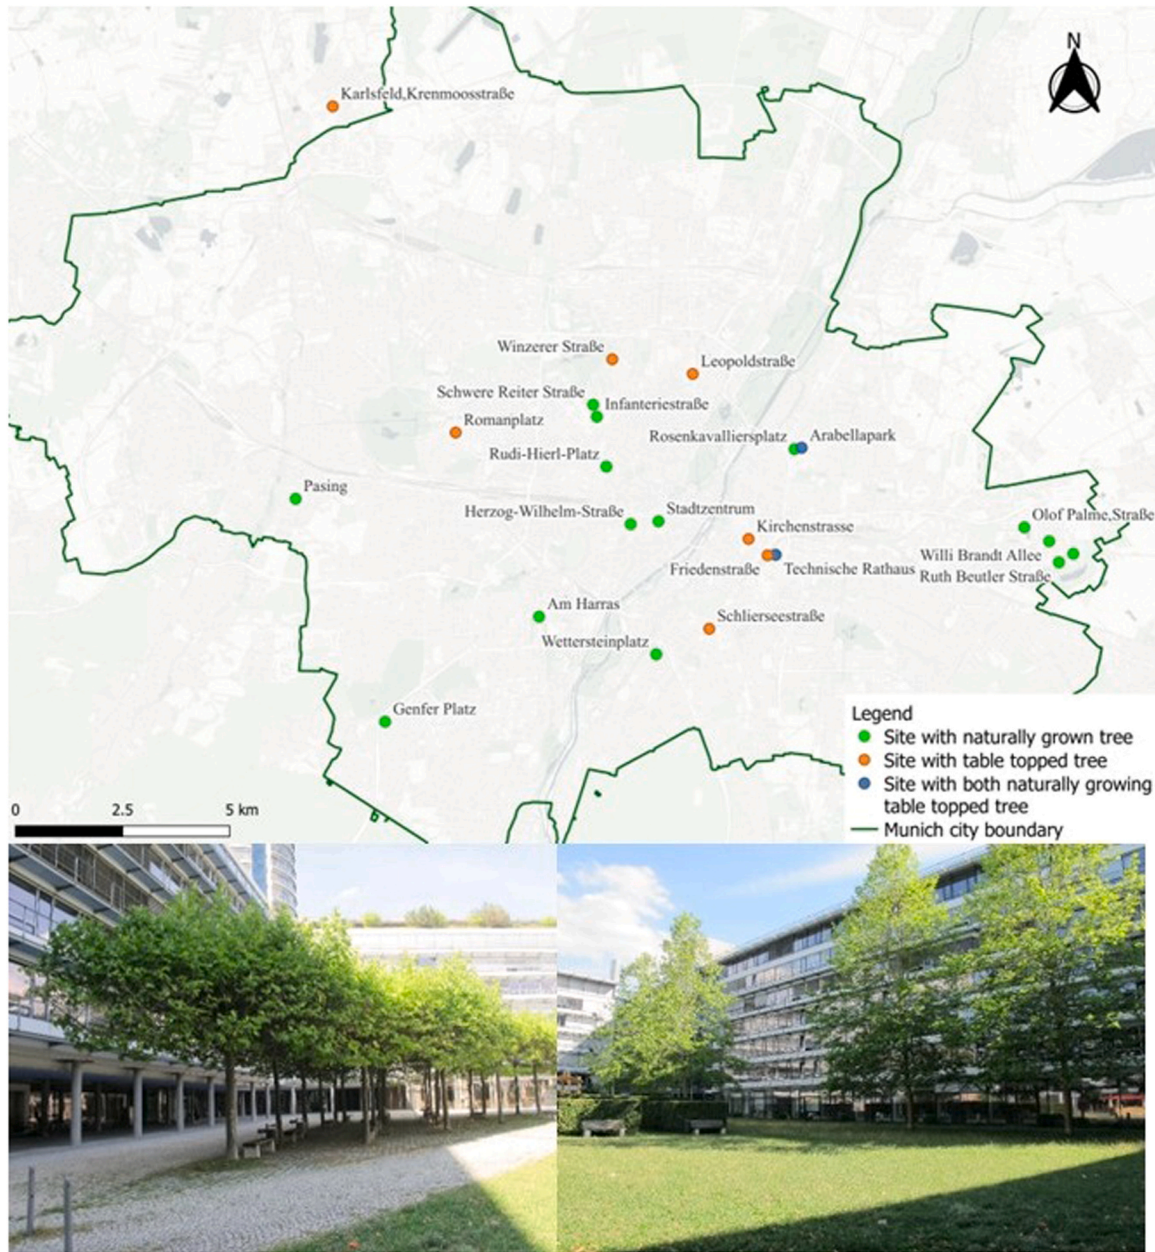 N
Karlsfeld,Krenmoosstraße
Winzerer Straße
Leopoldstraße
Schwere Reiter Straße
Infanteriestraße
Romanplatz
Rosenkavalliersplatz
Arabellapark
Rudi-Hierl-Platz
Pasing
Herzog-Wilhelm-Straße
Stadtzentrum
Olof Palme,Straße
Kirchenstrasse
Willi Brandt Allee
Friedenstraße
Technische Rathaus
Ruth Beutler Straße
Am Harras
Schlierseestraße
Wettersteinplatz
Genfer Platz
Legend
Site with naturally grown tree
Site with table topped tree
Site with both naturally growing
table topped tree
Munich city boundary
0 2.5 5 km